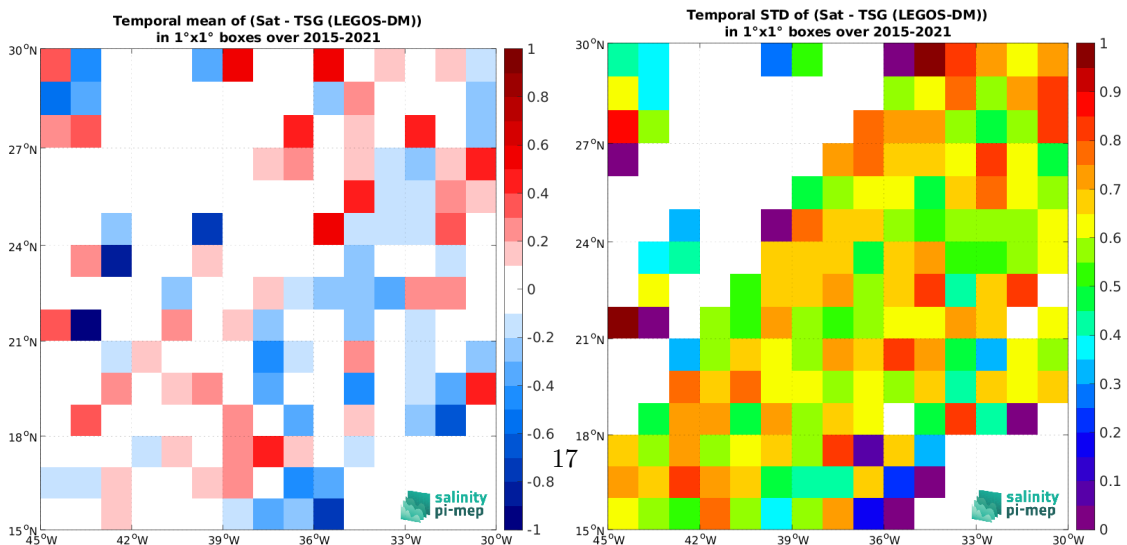 Temporal mean of (Sat - TSG (LEGOS-DM))
in 1°x1° boxes over 2015-2021
30°N
27°N
24°N
21°N
18°N
15°N
45°W
42°W
39°W
36°W
33°W
30°W
1
0.8
0.6
0.4
0.2
0
-0.2
-0.4
-0.6
-0.8
-1
salinity
pi-mep
17
Temporal STD of (Sat - TSG (LEGOS-DM))
in 1°x1° boxes over 2015-2021
30°N
27°N
24°N
21°N
18°N
15°N
45°W
42°W
39°W
36°W
33°W
30°W
1
0.9
0.8
0.7
0.6
0.5
0.4
0.3
0.2
0.1
0
salinity
pi-mep